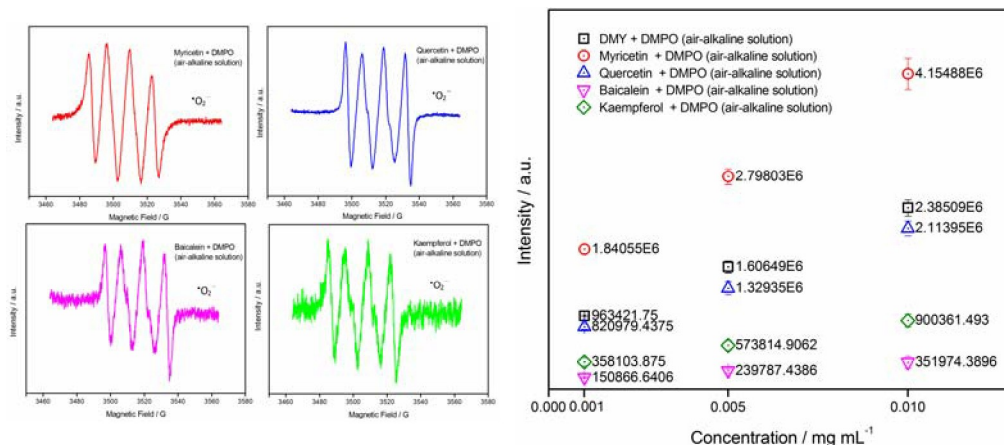 Myricetin + DMPO
(air-alkaline solution)
•O₂⁻
Intensity / a.u.
3460 3480 3500 3520 3540 3560 3580
Magnetic Field / G
Quercetin + DMPO
(air-alkaline solution)
•O₂⁻
Intensity / a.u.
3440 3460 3480 3500 3520 3540 3560 3580
Magnetic Field / G
Baicalein + DMPO
(air-alkaline solution)
•O₂⁻
Intensity / a.u.
3440 3460 3480 3500 3520 3540 3560 3580
Magnetic Field / G
Kaempferol + DMPO
(air-alkaline solution)
•O₂⁻
Intensity / a.u.
3460 3480 3500 3520 3540 3560 3580
Magnetic Field / G
DMY + DMPO (air-alkaline solution)
Myricetin + DMPO (air-alkaline solution)
Quercetin + DMPO (air-alkaline solution)
Baicalein + DMPO (air-alkaline solution)
Kaempferol + DMPO (air-alkaline solution)
4.15488E6
2.79803E6
2.38509E6
2.11395E6
1.84055E6
1.60649E6
1.32935E6
963421.75
820979.4375
900361.493
573814.9062
358103.875
351974.3896
239787.4386
150866.6406
Intensity / a.u.
0.000 0.001 0.005 0.010
Concentration / mg mL⁻¹